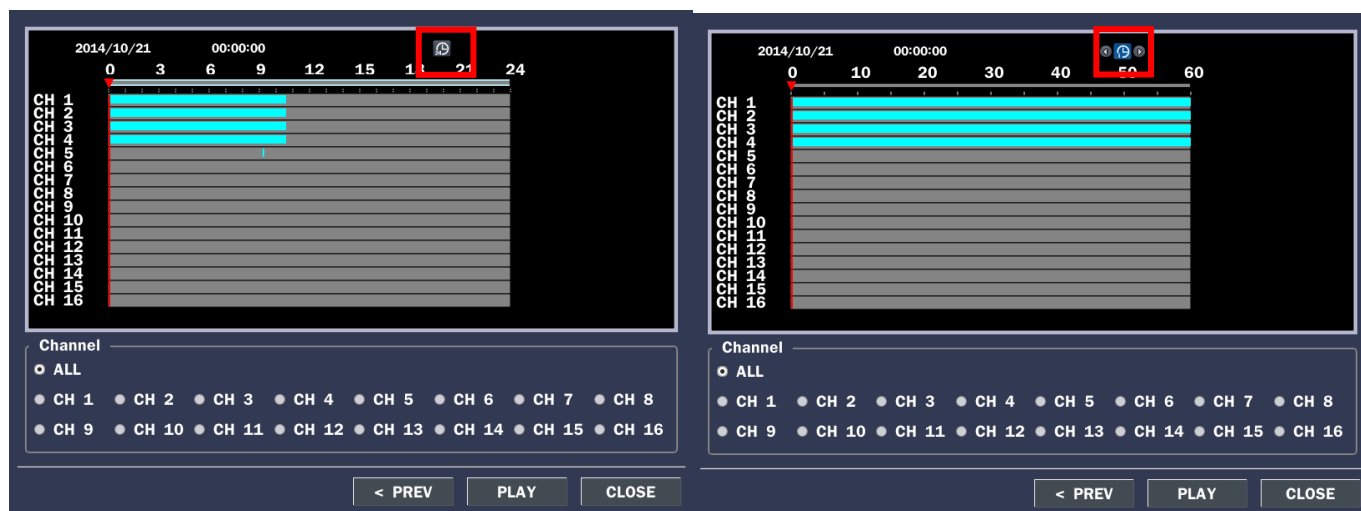 2014/10/21 00:00:00
0 3 6 9 12 15 18 21 24
CH 1
CH 2
CH 3
CH 4
CH 5
CH 6
CH 7
CH 8
CH 9
CH 10
CH 11
CH 12
CH 13
CH 14
CH 15
CH 16
Channel
ALL
CH 1 CH 2 CH 3 CH 4 CH 5 CH 6 CH 7 CH 8
CH 9 CH 10 CH 11 CH 12 CH 13 CH 14 CH 15 CH 16
< PREV PLAY CLOSE
2014/10/21 00:00:00
0 10 20 30 40 50 60
CH 1
CH 2
CH 3
CH 4
CH 5
CH 6
CH 7
CH 8
CH 9
CH 10
CH 11
CH 12
CH 13
CH 14
CH 15
CH 16
Channel
ALL
CH 1 CH 2 CH 3 CH 4 CH 5 CH 6 CH 7 CH 8
CH 9 CH 10 CH 11 CH 12 CH 13 CH 14 CH 15 CH 16
< PREV PLAY CLOSE